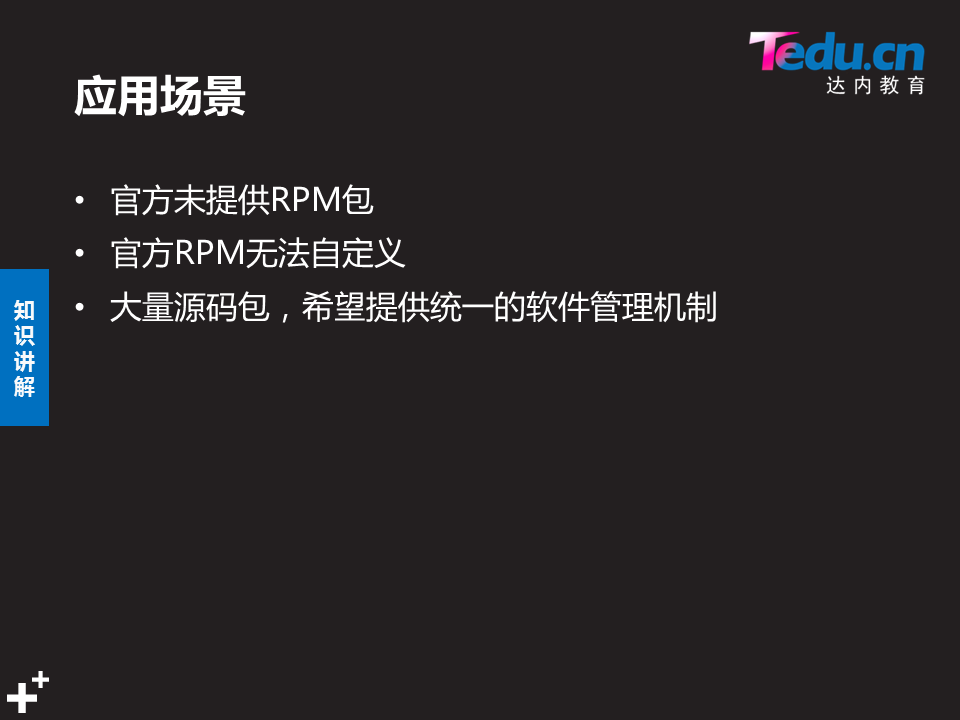 Tedu.cn
达内教育
应用场景
• 官方未提供RPM包
• 官方RPM无法自定义
• 大量源码包，希望提供统一的软件管理机制
知
识
讲
解